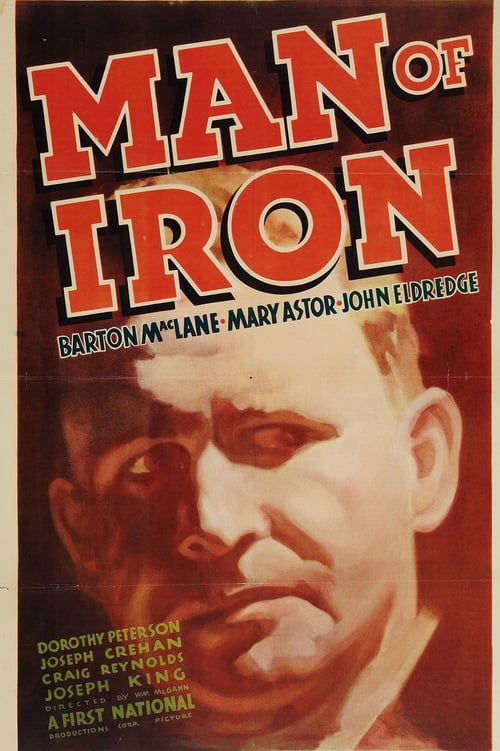 MAN OF
IRON
BARTON MACLANE · MARY ASTOR · JOHN ELDREDGE
DOROTHY PETERSON
JOSEPH CREHAN
CRAIG REYNOLDS
JOSEPH KING
DIRECTED BY WM. MCGANN
A FIRST NATIONAL
PRODUCTIONS CORP. PICTURE